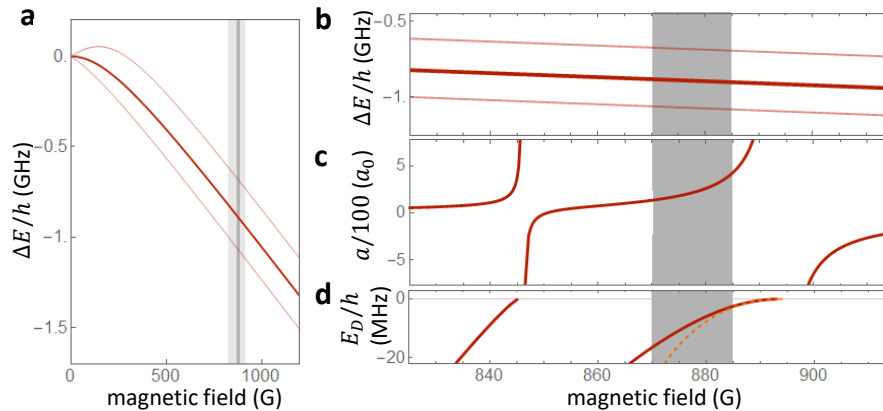 a
0.
−0.5
−1.
−1.5
ΔE/h (GHz)
0
500
1000
magnetic field (G)
b
−0.5
−1.
ΔE/h (GHz)
c
5
0
−5
a/100 (a₀)
d
0
−20
E_D/h
(MHz)
840
860
880
900
magnetic field (G)